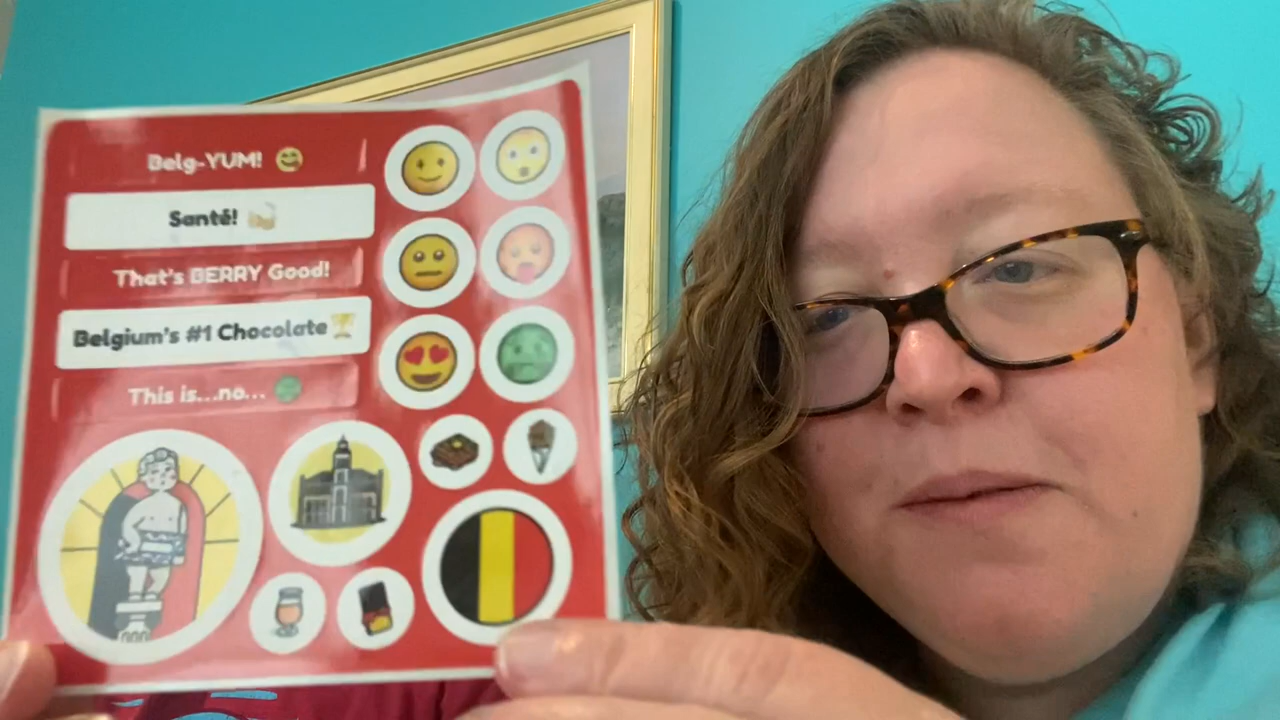 Belg-YUM!
Santé!
That's BERRY Good!
Belgium's #1 Chocolate
This is...no...